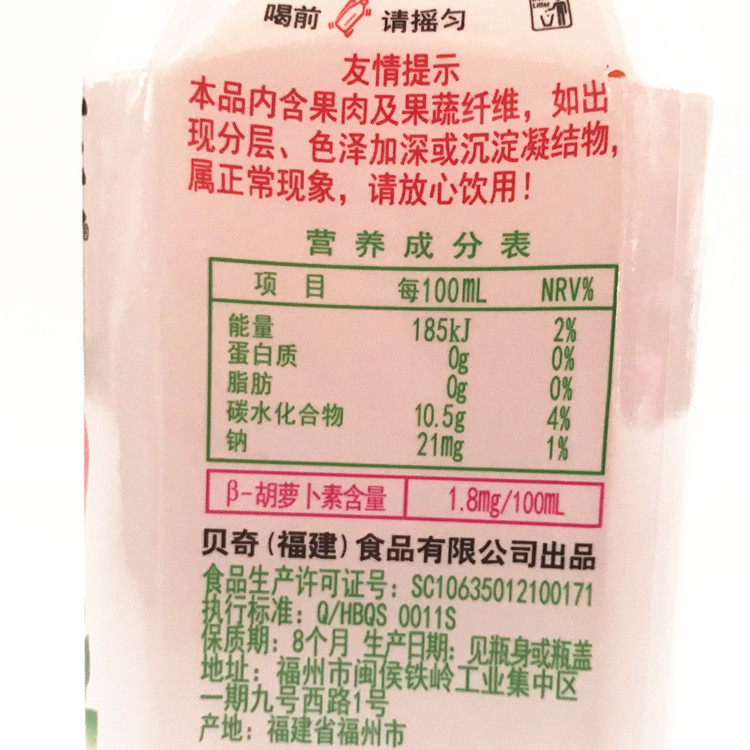 喝前 请摇匀
Litter
友情提示
本品内含果肉及果蔬纤维，如出
现分层、色泽加深或沉淀凝结物，
属正常现象，请放心饮用！
营养成分表
项目 每100mL NRV%
能量 185kJ 2%
蛋白质 0g 0%
脂肪 0g 0%
碳水化合物 10.5g 4%
钠 21mg 1%
β-胡萝卜素含量 1.8mg/100mL
贝奇(福建)食品有限公司出品
食品生产许可证号：SC10635012100171
执行标准：Q/HBQS 0011S
保质期：8个月 生产日期：见瓶身或瓶盖
地址：福州市闽侯铁岭工业集中区
一期九号西路1号
产地：福建省福州市